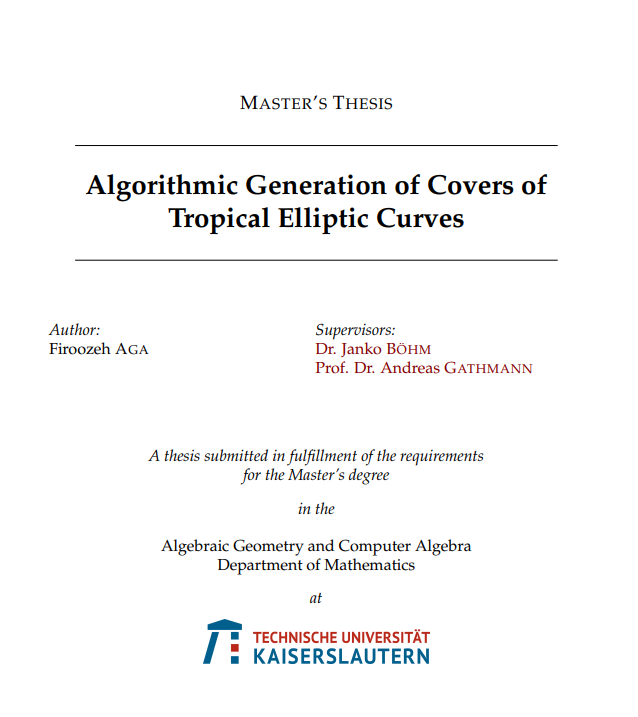 MASTER'S THESIS
Algorithmic Generation of Covers of
Tropical Elliptic Curves
Author:
Firoozeh AGA
Supervisors:
Dr. Janko BÖHM
Prof. Dr. Andreas GATHMANN
A thesis submitted in fulfillment of the requirements
for the Master's degree
in the
Algebraic Geometry and Computer Algebra
Department of Mathematics
at
TECHNISCHE UNIVERSITÄT
KAISERSLAUTERN